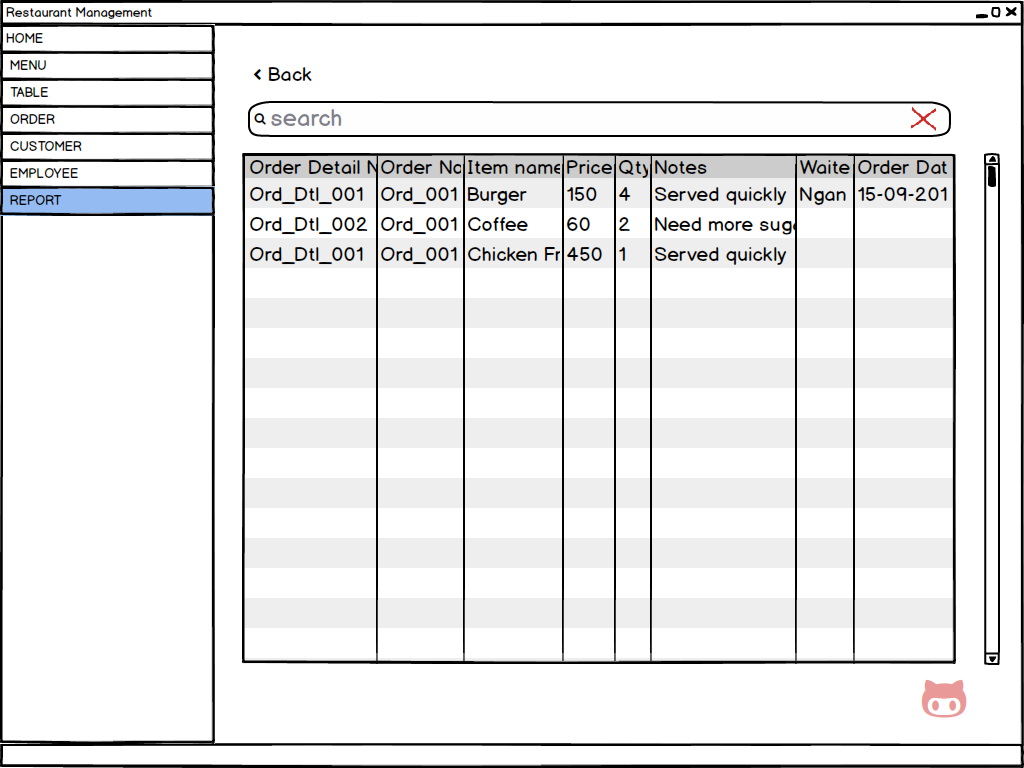 Restaurant Management
HOME
MENU
TABLE
ORDER
CUSTOMER
EMPLOYEE
REPORT
Back
search
Order Detail N Order No Item name Price Qty Notes Waite Order Dat
Ord_Dtl_001 Ord_001 Burger 150 4 Served quickly Ngan 15-09-201
Ord_Dtl_002 Ord_001 Coffee 60 2 Need more suga
Ord_Dtl_001 Ord_001 Chicken Fr 450 1 Served quickly